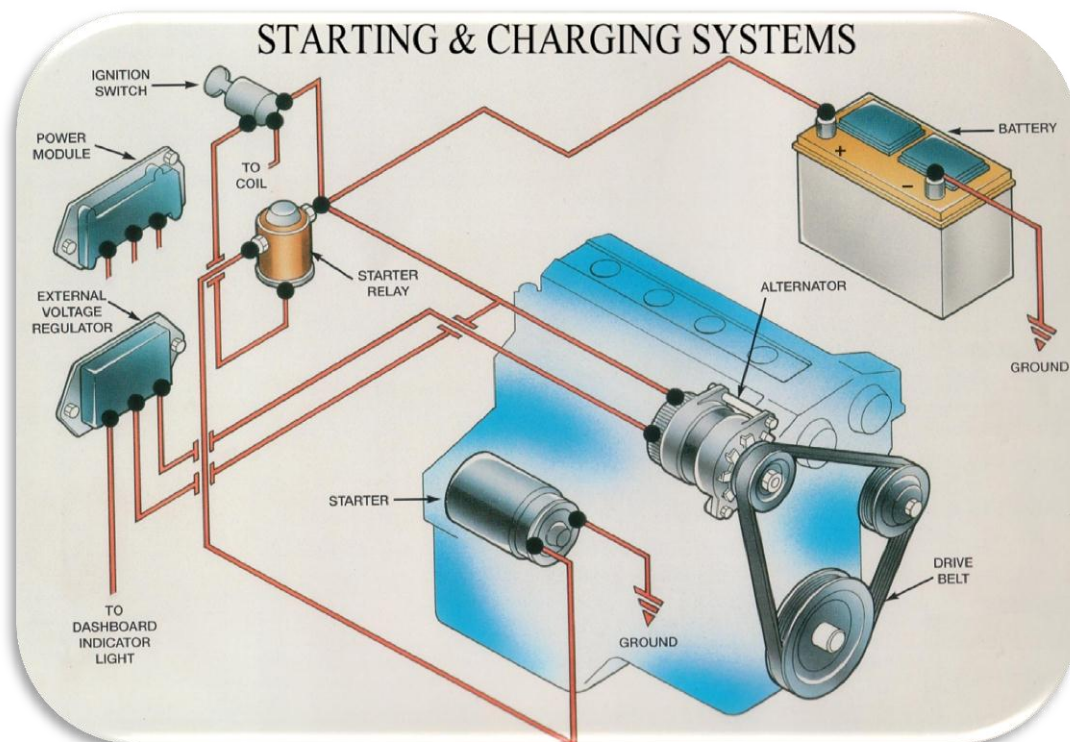 STARTING & CHARGING SYSTEMS
IGNITION
SWITCH
POWER
MODULE
TO
COIL
BATTERY
+
-
STARTER
RELAY
EXTERNAL
VOLTAGE
REGULATOR
ALTERNATOR
GROUND
STARTER
DRIVE
BELT
TO
DASHBOARD
INDICATOR
LIGHT
GROUND